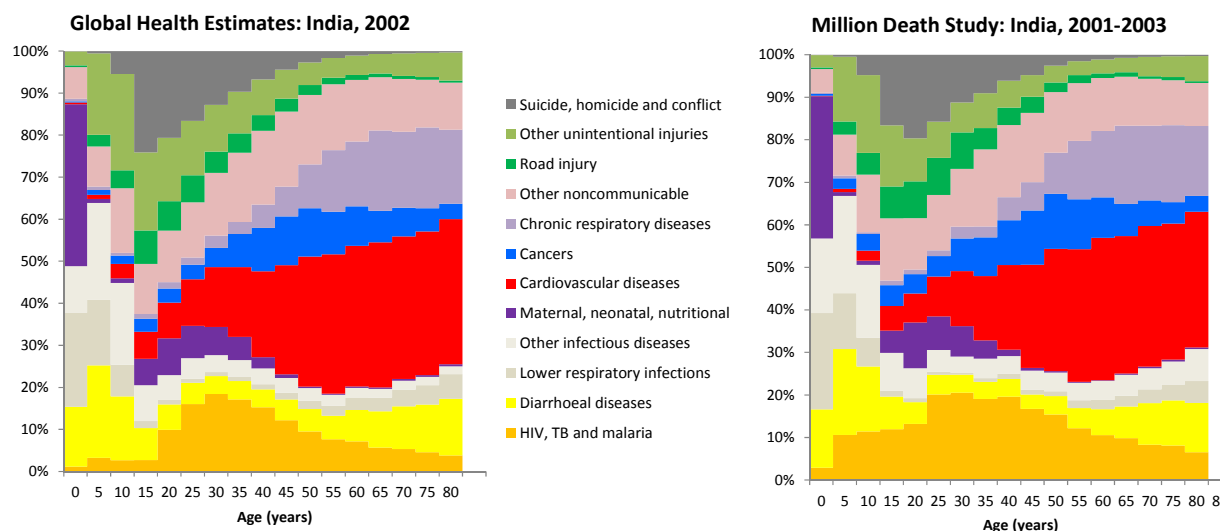 Global Health Estimates: India, 2002
100%
90%
80%
70%
60%
50%
40%
30%
20%
10%
0%
0 5 10 15 20 25 30 35 40 45 50 55 60 65 70 75 80
Age (years)
Suicide, homicide and conflict
Other unintentional injuries
Road injury
Other noncommunicable
Chronic respiratory diseases
Cancers
Cardiovascular diseases
Maternal, neonatal, nutritional
Other infectious diseases
Lower respiratory infections
Diarrhoeal diseases
HIV, TB and malaria
Million Death Study: India, 2001-2003
100%
90%
80%
70%
60%
50%
40%
30%
20%
10%
0%
0 5 10 15 20 25 30 35 40 45 50 55 60 65 70 75 80 8
Age (years)